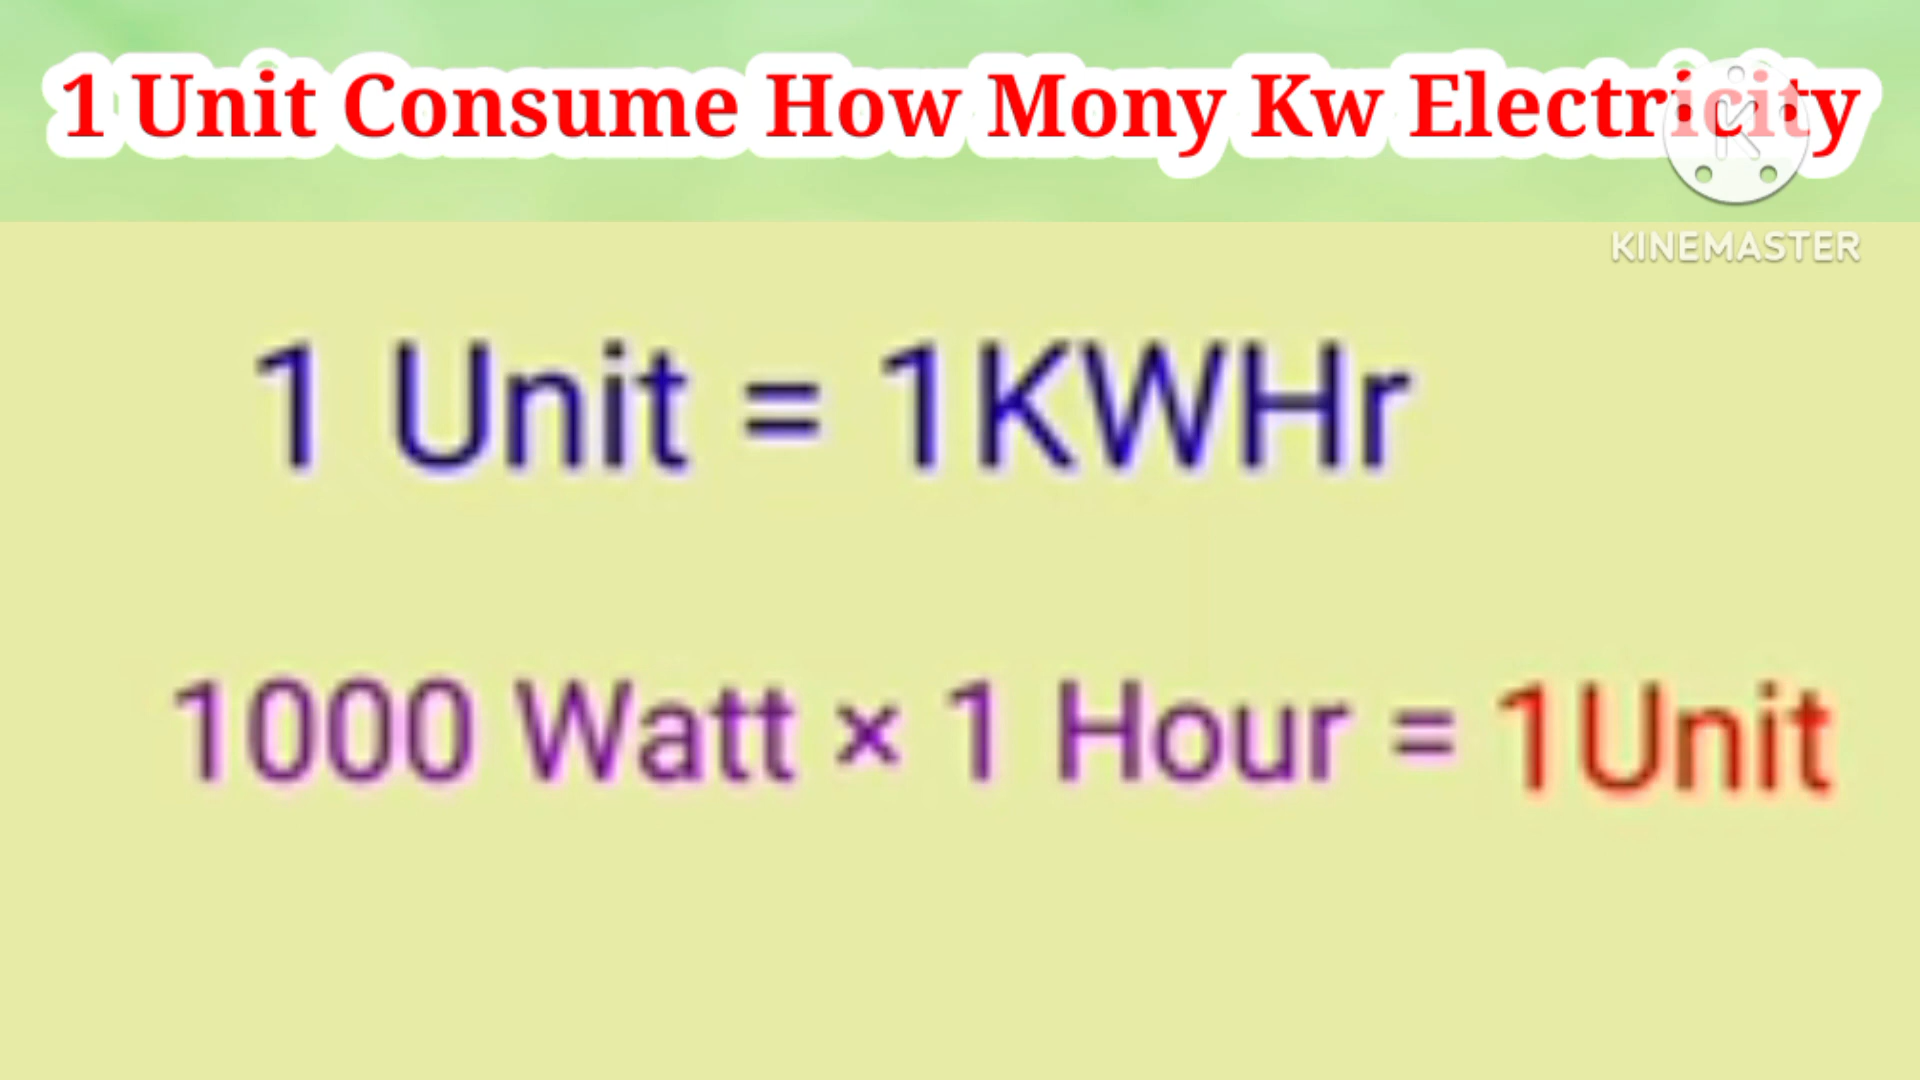 1 Unit Consume How Mony Kw Electricity
KINEMASTER
1 Unit = 1KWHr
1000 Watt × 1 Hour = 1Unit